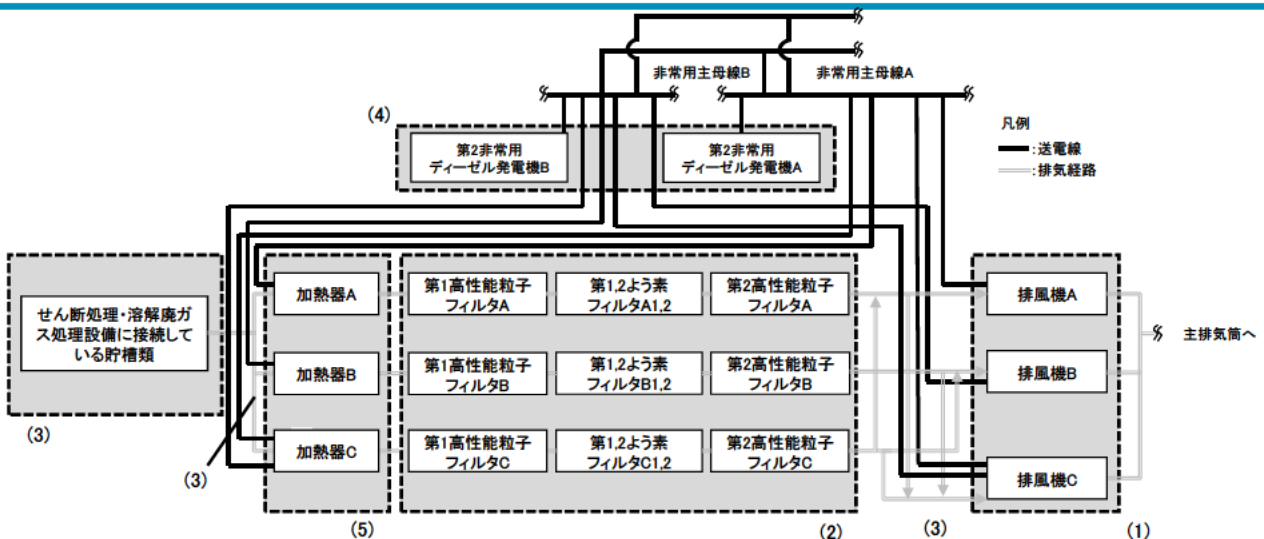 非常用主母線B
非常用主母線A
(4)
第2非常用
ディーゼル発電機B
第2非常用
ディーゼル発電機A
凡例
:送電線
:排気経路
せん断処理・溶解廃ガ
ス処理設備に接続して
いる貯槽類
(3)
加熱器A
第1高性能粒子
フィルタA
第1,2よう素
フィルタA1,2
第2高性能粒子
フィルタA
排風機A
加熱器B
第1高性能粒子
フィルタB
第1,2よう素
フィルタB1,2
第2高性能粒子
フィルタB
排風機B
加熱器C
第1高性能粒子
フィルタC
第1,2よう素
フィルタC1,2
第2高性能粒子
フィルタC
排風機C
主排気筒へ
(3)
(5)
(2)
(3)
(1)